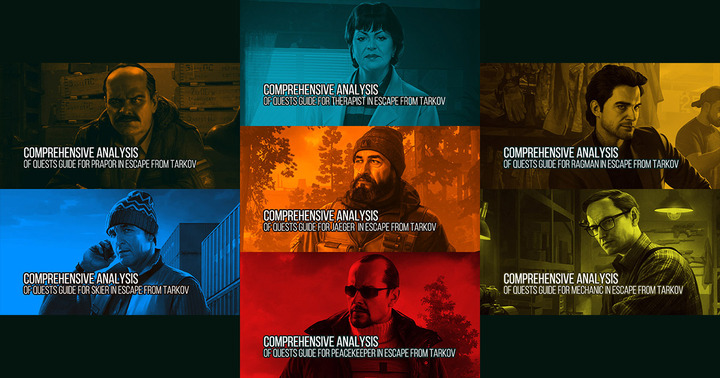 COMPREHENSIVE ANALYSIS
OF QUESTS GUIDE FOR PRAPOR IN ESCAPE FROM TARKOV
COMPREHENSIVE ANALYSIS
OF QUESTS GUIDE FOR SKIER IN ESCAPE FROM TARKOV
COMPREHENSIVE ANALYSIS
OF QUESTS GUIDE FOR THERAPIST IN ESCAPE FROM TARKOV
COMPREHENSIVE ANALYSIS
OF QUESTS GUIDE FOR JAEGER IN ESCAPE FROM TARKOV
COMPREHENSIVE ANALYSIS
OF QUESTS GUIDE FOR PEACEKEEPER IN ESCAPE FROM TARKOV
COMPREHENSIVE ANALYSIS
OF QUESTS GUIDE FOR RAGMAN IN ESCAPE FROM TARKOV
COMPREHENSIVE ANALYSIS
OF QUESTS GUIDE FOR MECHANIC IN ESCAPE FROM TARKOV